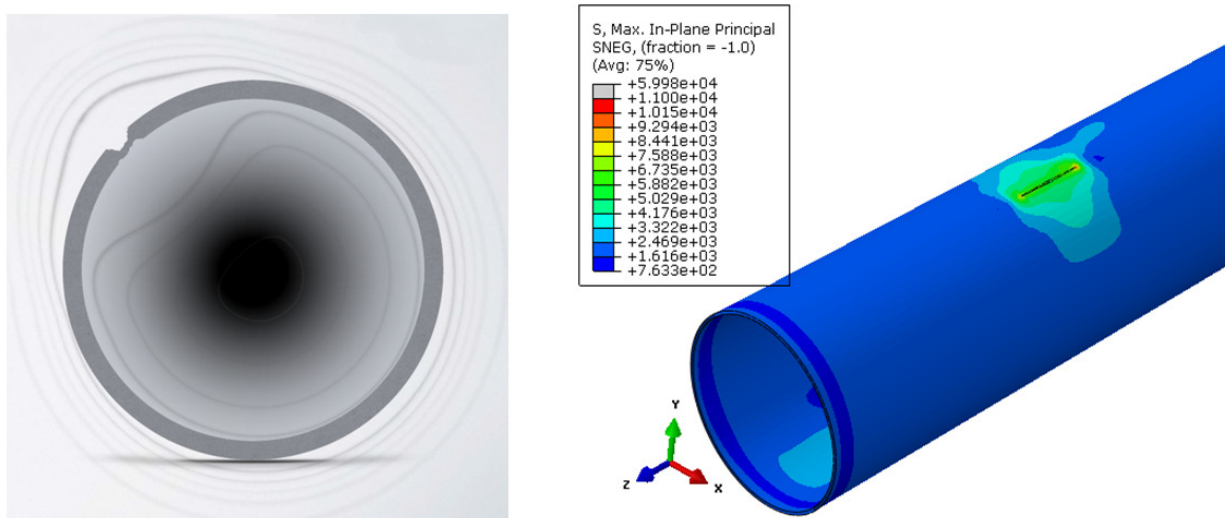 S, Max. In-Plane Principal
SNEG, (fraction = -1.0)
(Avg: 75%)
+5.998e+04
+1.100e+04
+1.015e+04
+9.294e+03
+8.441e+03
+7.588e+03
+6.735e+03
+5.882e+03
+5.029e+03
+4.176e+03
+3.322e+03
+2.469e+03
+1.616e+03
+7.633e+02
Y
Z
X